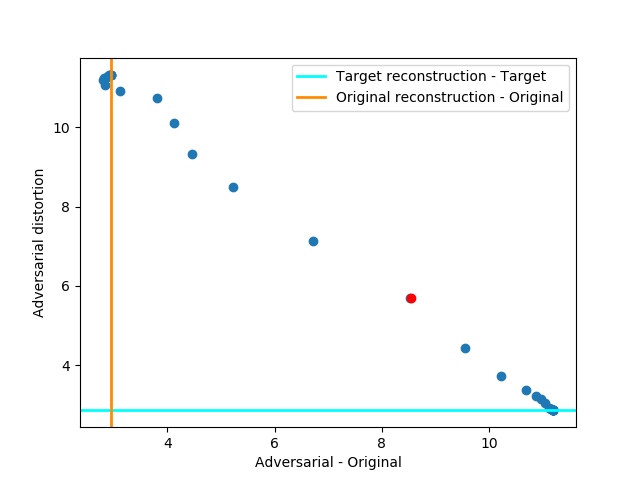 Target reconstruction - Target
Original reconstruction - Original
10
8
6
4
Adversarial distortion
4
6
8
10
Adversarial - Original